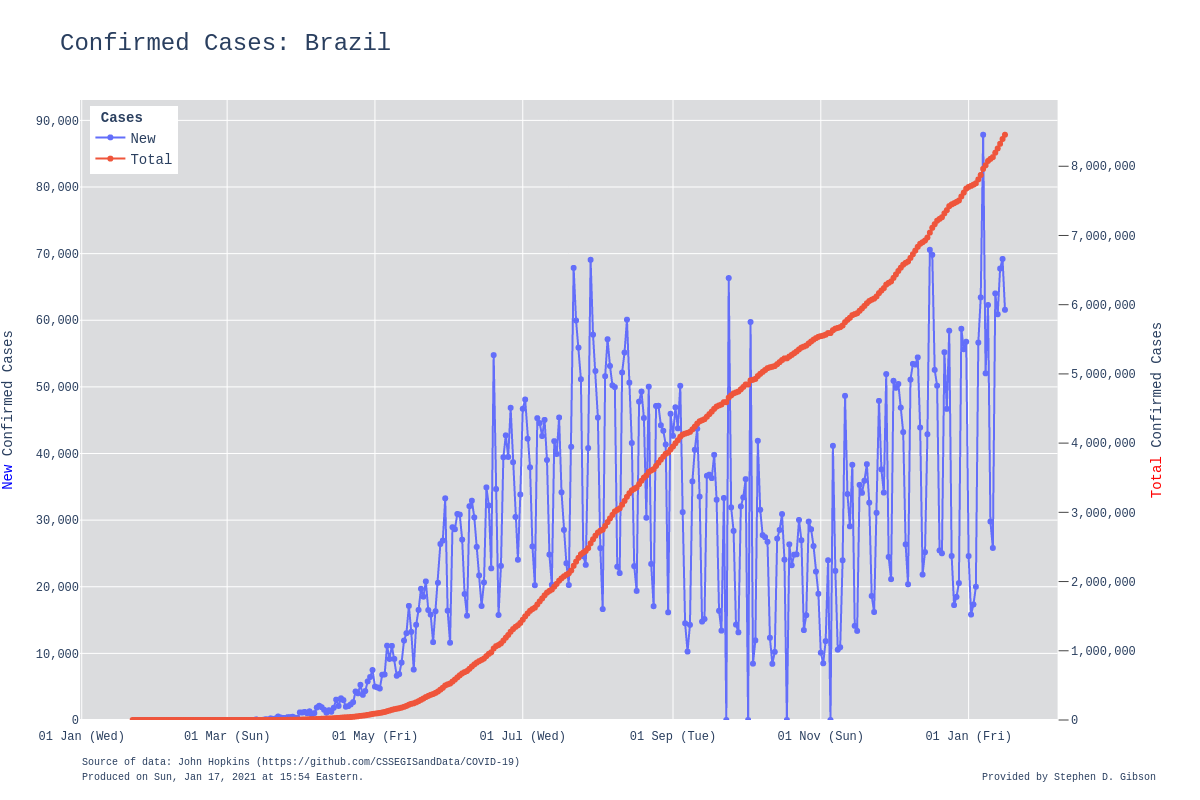 Confirmed Cases: Brazil
Cases
New
Total
90,000
80,000
70,000
60,000
50,000
40,000
30,000
20,000
10,000
0
8,000,000
7,000,000
6,000,000
5,000,000
4,000,000
3,000,000
2,000,000
1,000,000
0
New Confirmed Cases
Total Confirmed Cases
01 Jan (Wed) 01 Mar (Sun) 01 May (Fri) 01 Jul (Wed) 01 Sep (Tue) 01 Nov (Sun) 01 Jan (Fri)
Source of data: John Hopkins (https://github.com/CSSEGISandData/COVID-19)
Produced on Sun, Jan 17, 2021 at 15:54 Eastern.
Provided by Stephen D. Gibson